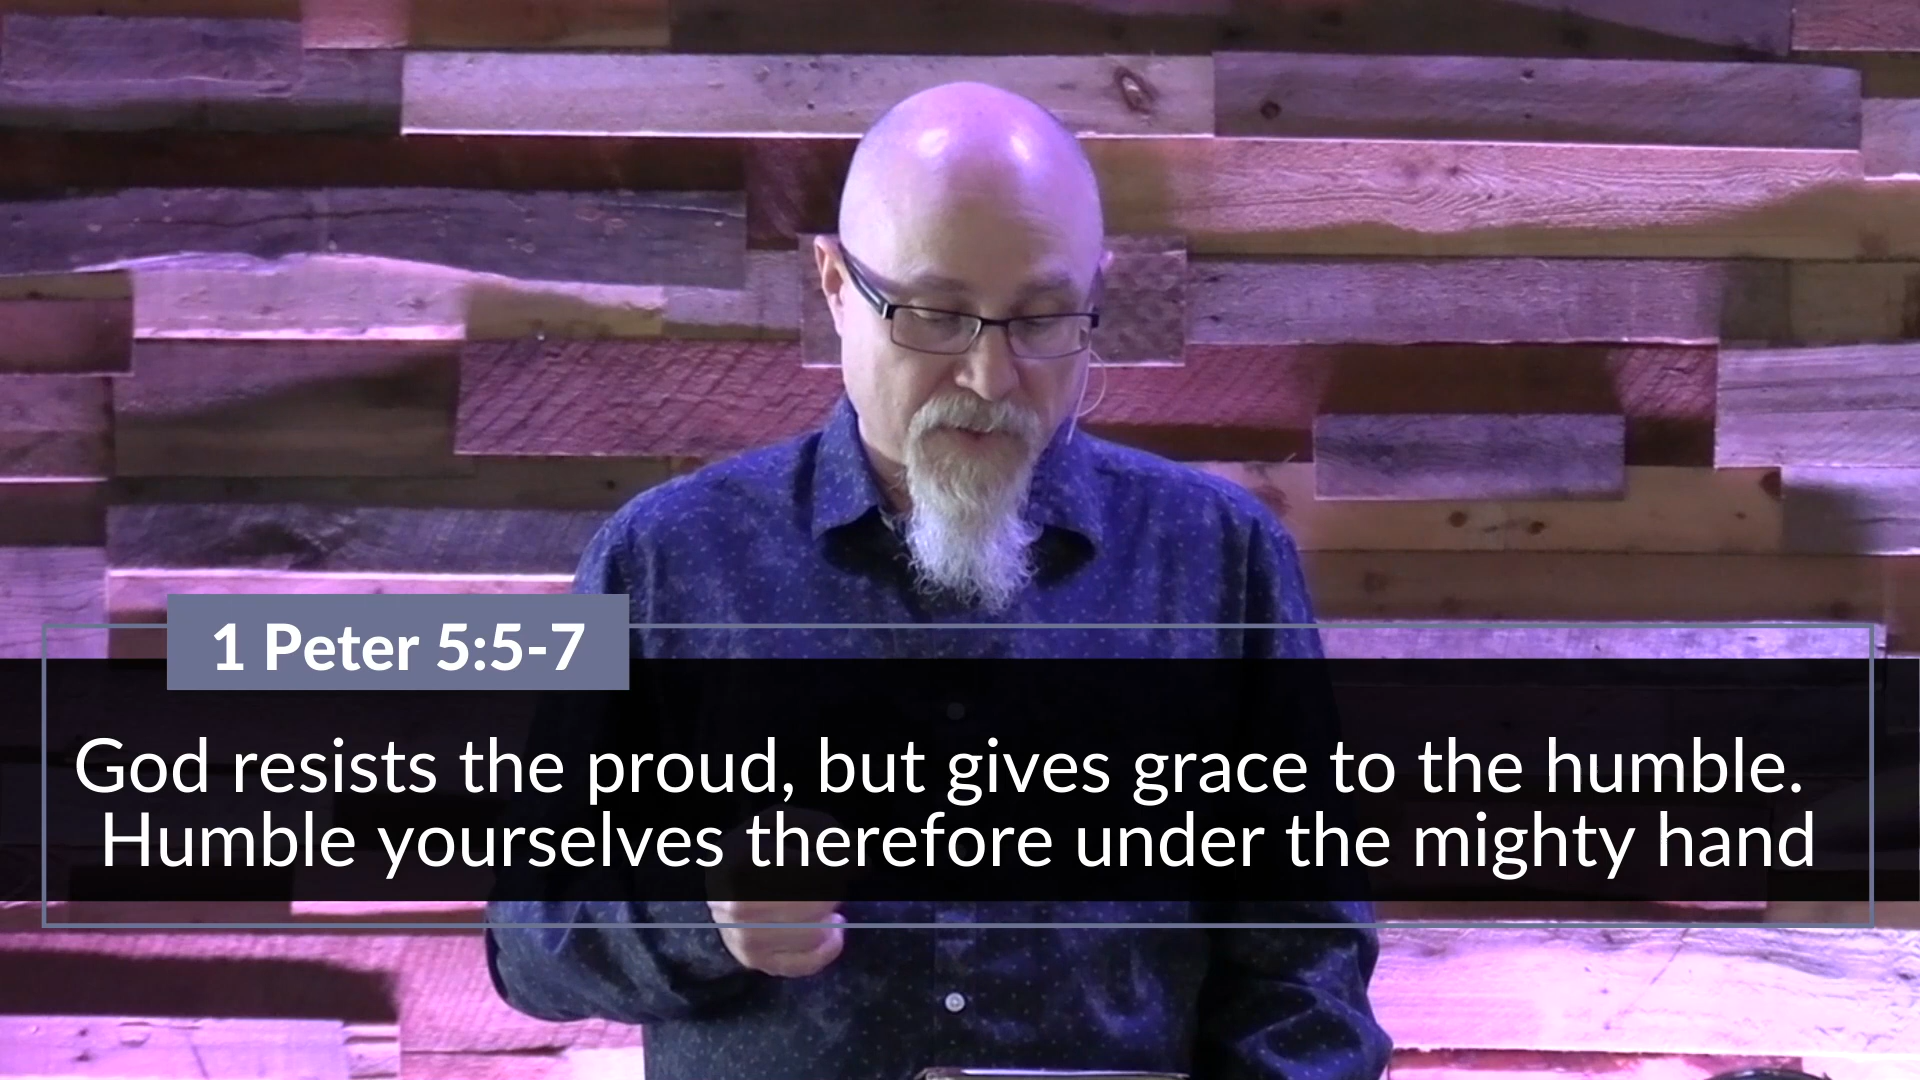 1 Peter 5:5-7
God resists the proud, but gives grace to the humble.
Humble yourselves therefore under the mighty hand